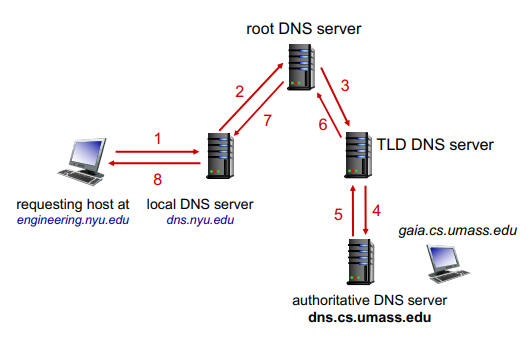 root DNS server
2
3
7
6
1
8
TLD DNS server
requesting host at
engineering.nyu.edu
local DNS server
dns.nyu.edu
5
4
gaia.cs.umass.edu
authoritative DNS server
dns.cs.umass.edu